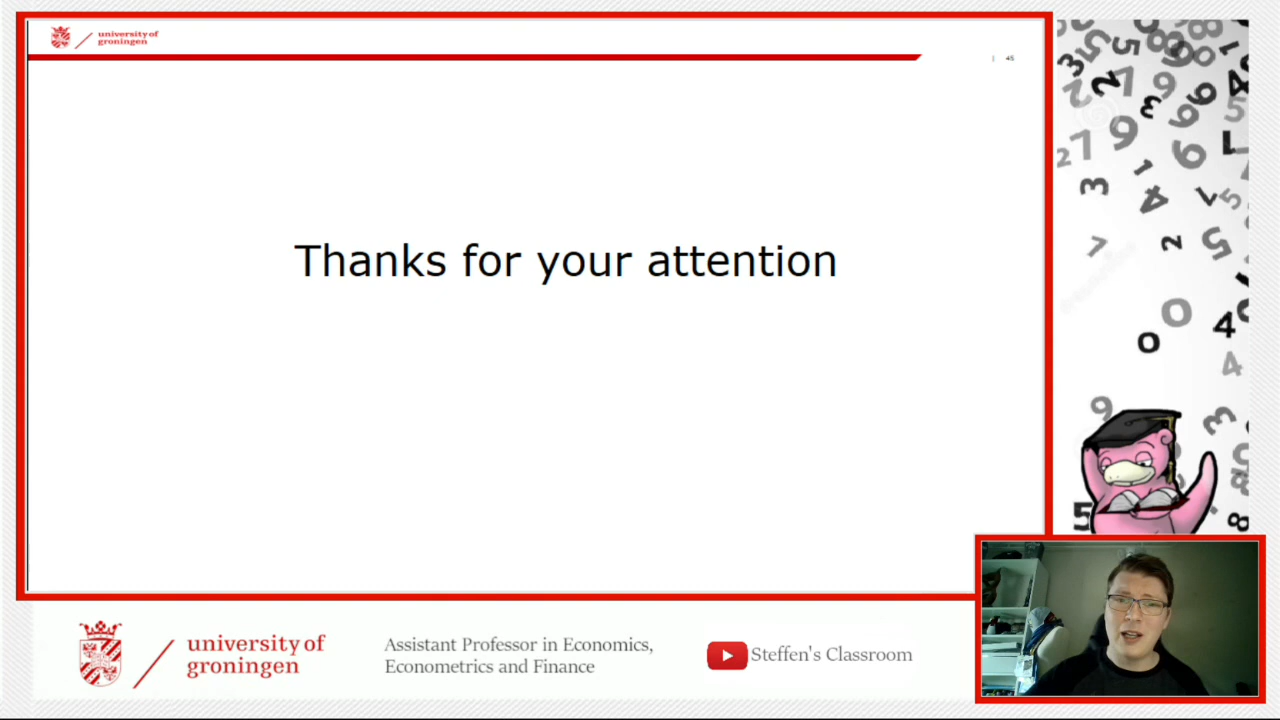 university of
groningen
| 45
Thanks for your attention
university of
groningen
Assistant Professor in Economics,
Econometrics and Finance
Steffen's Classroom